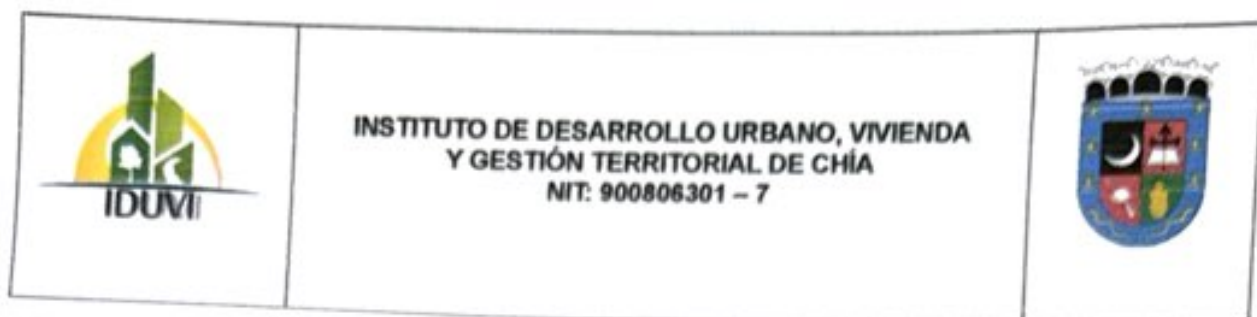 IDUVI
INSTITUTO DE DESARROLLO URBANO, VIVIENDA
Y GESTIÓN TERRITORIAL DE CHÍA
NIT: 900806301 – 7